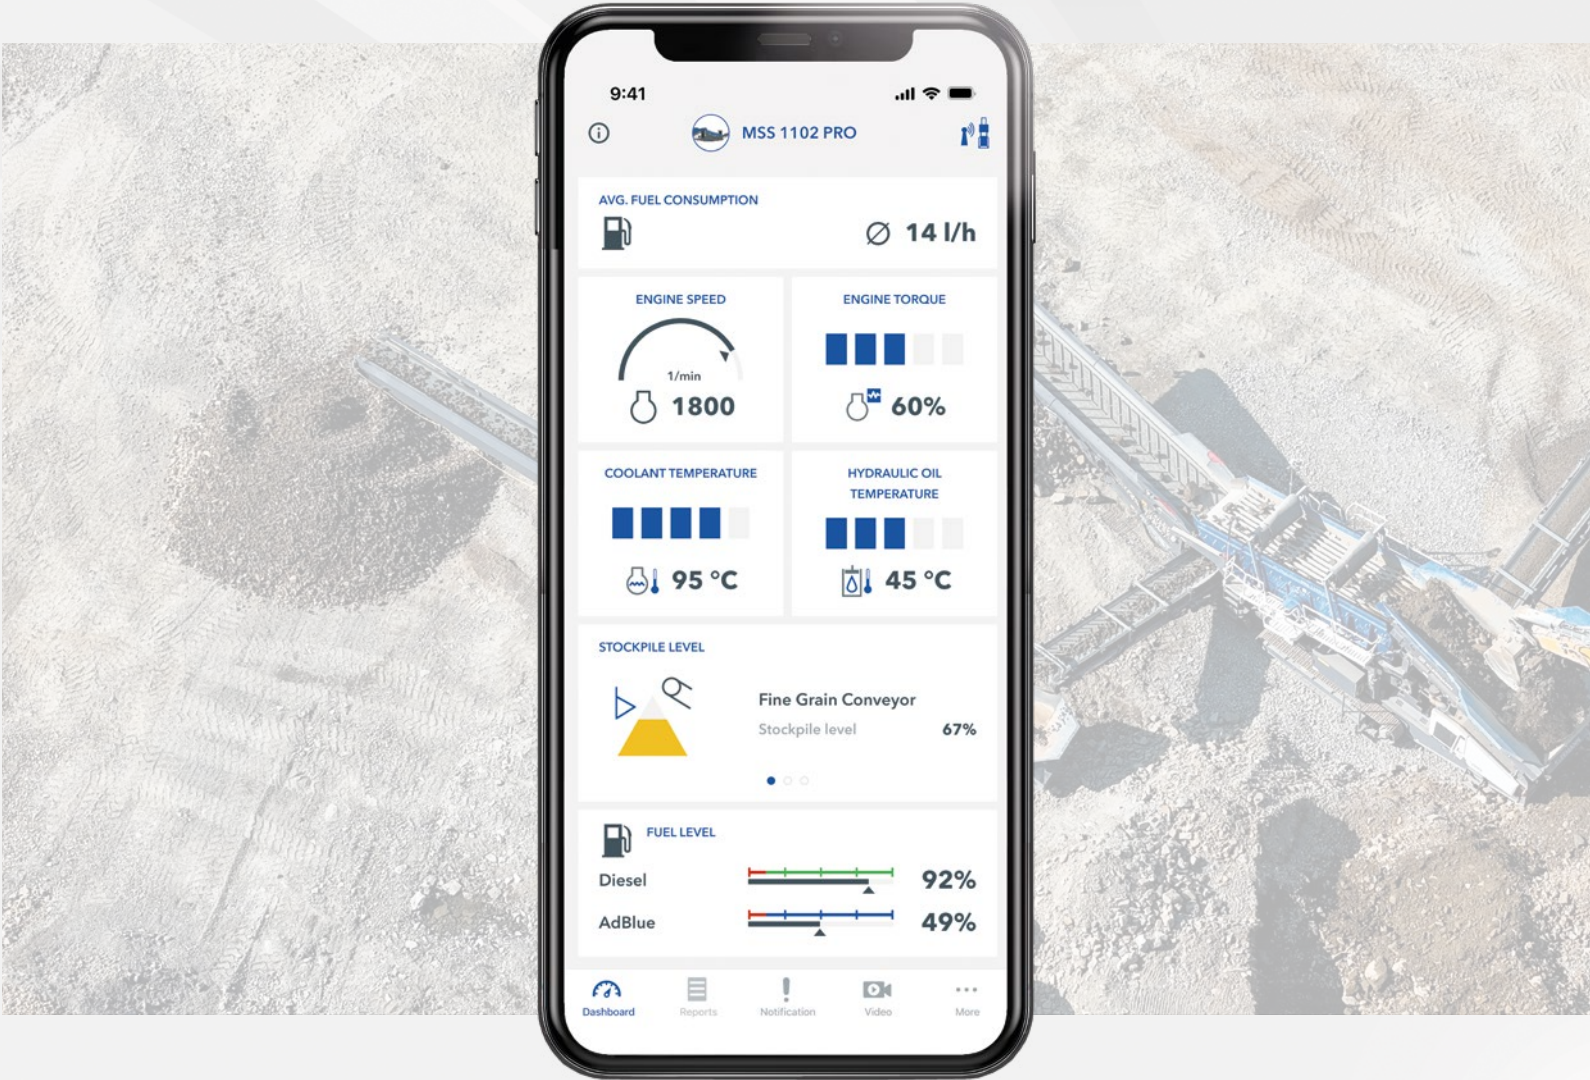 9:41
MSS 1102 PRO
AVG. FUEL CONSUMPTION
14 l/h
ENGINE SPEED
ENGINE TORQUE
1/min
1800
60%
COOLANT TEMPERATURE
HYDRAULIC OIL
TEMPERATURE
95 °C
45 °C
STOCKPILE LEVEL
Fine Grain Conveyor
Stockpile level
67%
FUEL LEVEL
Diesel
92%
AdBlue
49%
Dashboard
Reports
Notification
Video
More